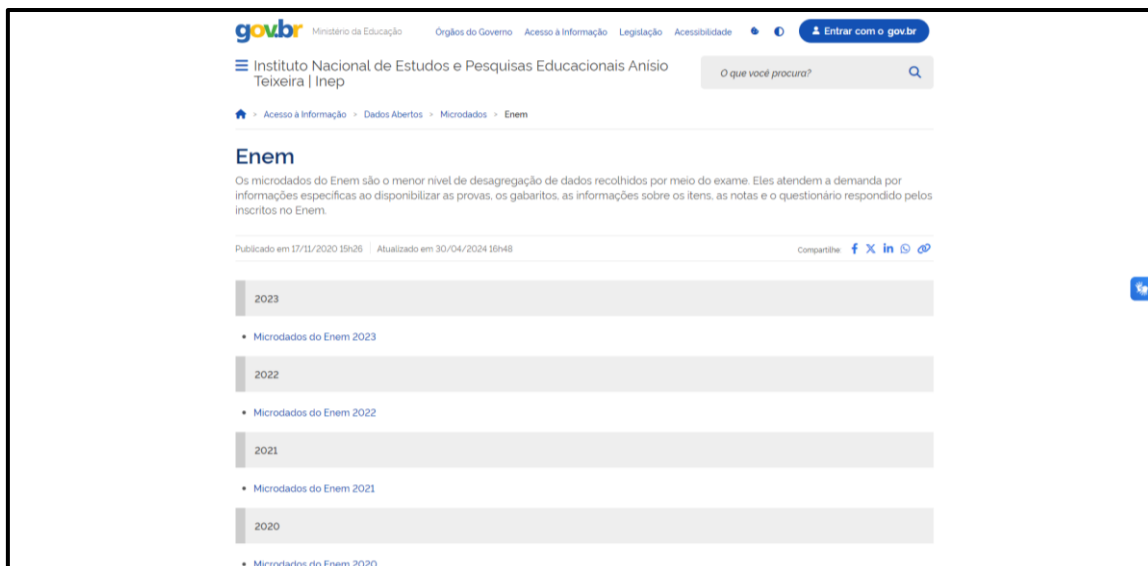 gov.br Ministério da Educação Órgãos do Governo Acesso à Informação Legislação Acessibilidade Entrar com o gov.br
Instituto Nacional de Estudos e Pesquisas Educacionais Anísio
Teixeira | Inep
O que você procura?
> Acesso à Informação > Dados Abertos > Microdados > Enem
Enem
Os microdados do Enem são o menor nível de desagregação de dados recolhidos por meio do exame. Eles atendem a demanda por
informações específicas ao disponibilizar as provas, os gabaritos, as informações sobre os itens, as notas e o questionário respondido pelos
inscritos no Enem.
Publicado em 17/11/2020 15h26 Atualizado em 30/04/2024 16h48 Compartilhe:
2023
• Microdados do Enem 2023
2022
• Microdados do Enem 2022
2021
• Microdados do Enem 2021
2020
• Microdados do Enem 2020